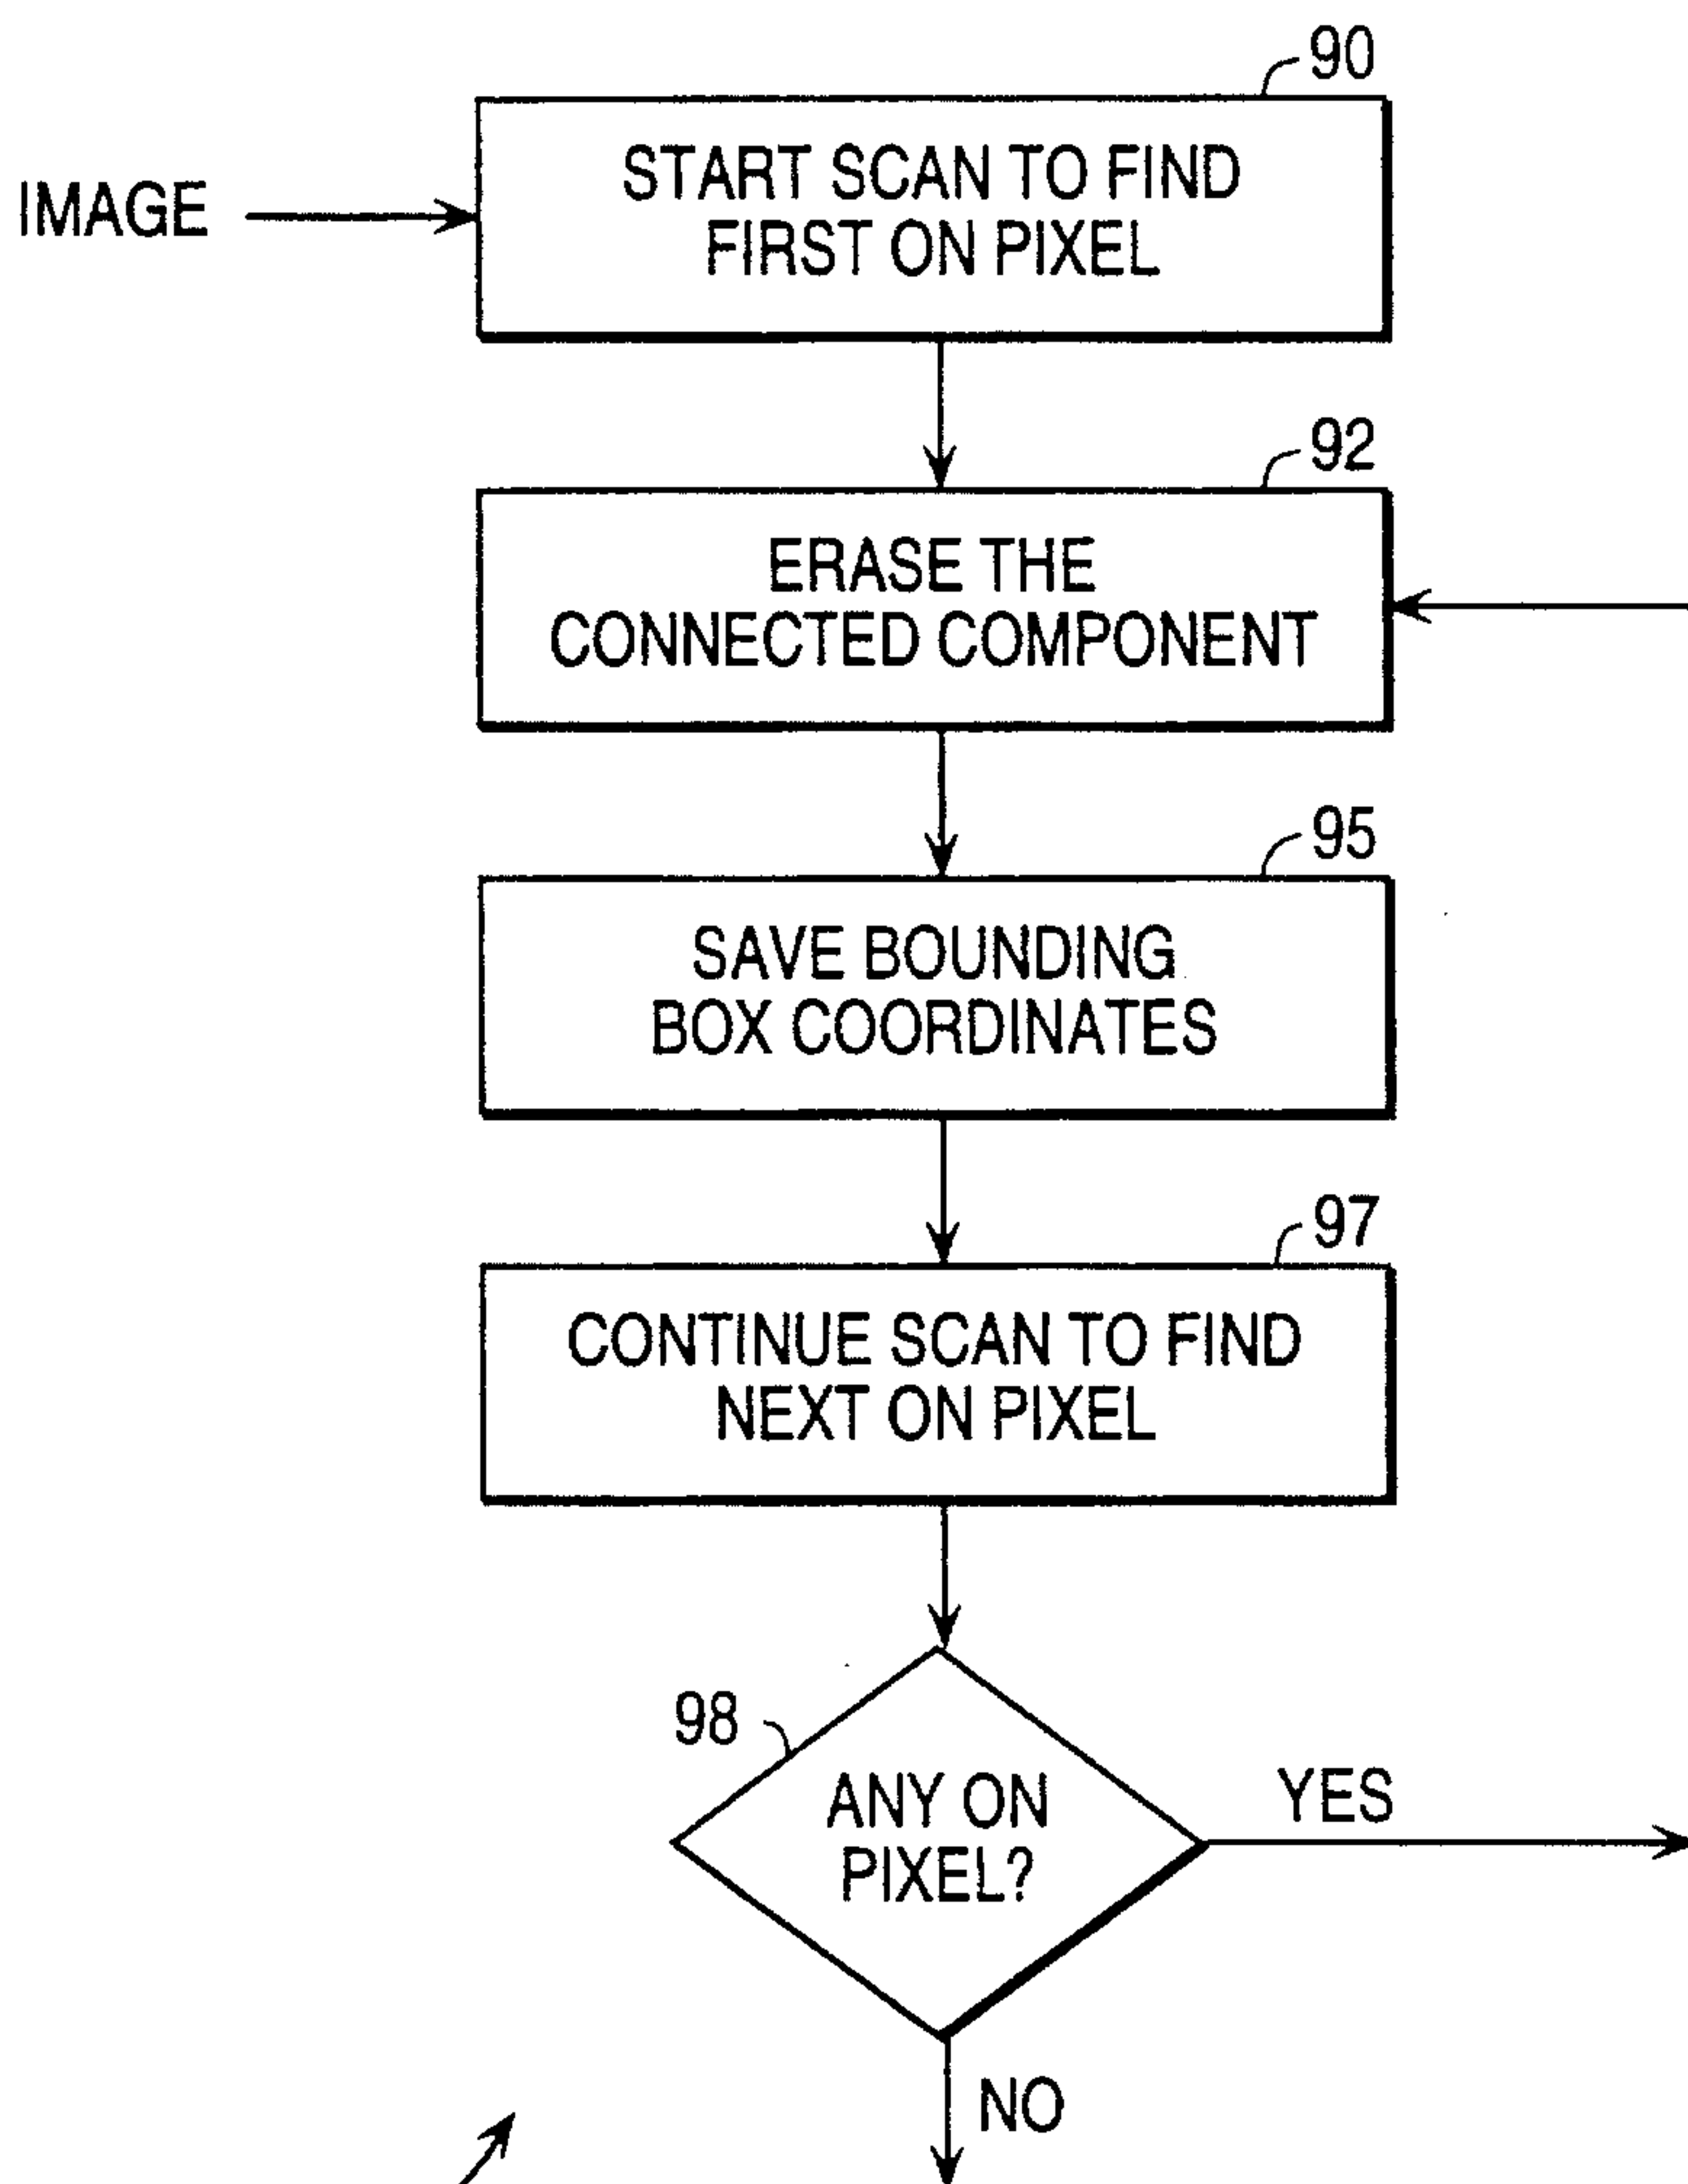 90
IMAGE
START SCAN TO FIND
FIRST ON PIXEL
92
ERASE THE
CONNECTED COMPONENT
95
SAVE BOUNDING
BOX COORDINATES
97
CONTINUE SCAN TO FIND
NEXT ON PIXEL
98
ANY ON
PIXEL?
YES
NO